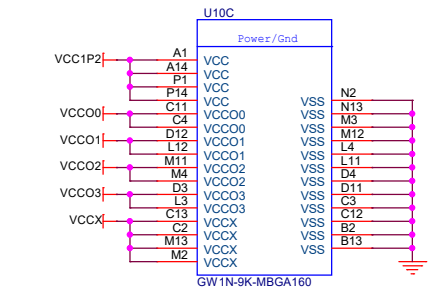 U10C
Power/Gnd
VCC1P2 A1 VCC
A14 VCC
P1 VCC
P14 VCC VSS N2
VCCO0 C11 VCCO0 VSS N13
C4 VCCO0 VSS M3
VCCO1 D12 VCCO1 VSS M12
L12 VCCO1 VSS L4
VCCO2 M11 VCCO2 VSS L11
M4 VCCO2 VSS D4
VCCO3 D3 VCCO3 VSS D11
L3 VCCO3 VSS C3
VCCX C13 VCCX VSS C12
C2 VCCX VSS B2
M13 VCCX VSS B13
M2 VCCX
GW1N-9K-MBGA160